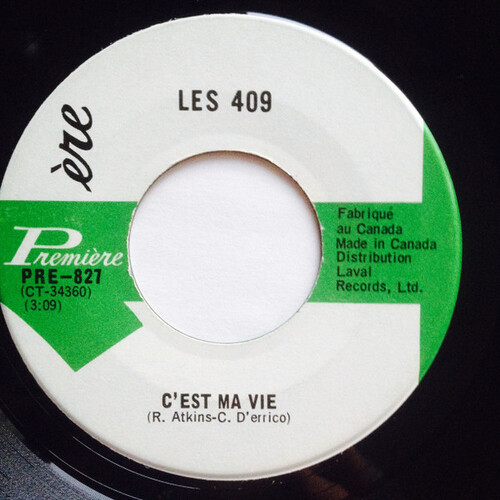 LES 409
ère
Première
PRE-827
(CT-34360)
(3:09)
Fabriqué
au Canada
Made in Canada
Distribution
Laval
Records, Ltd.
C'EST MA VIE
(R. Atkins-C. D'errico)